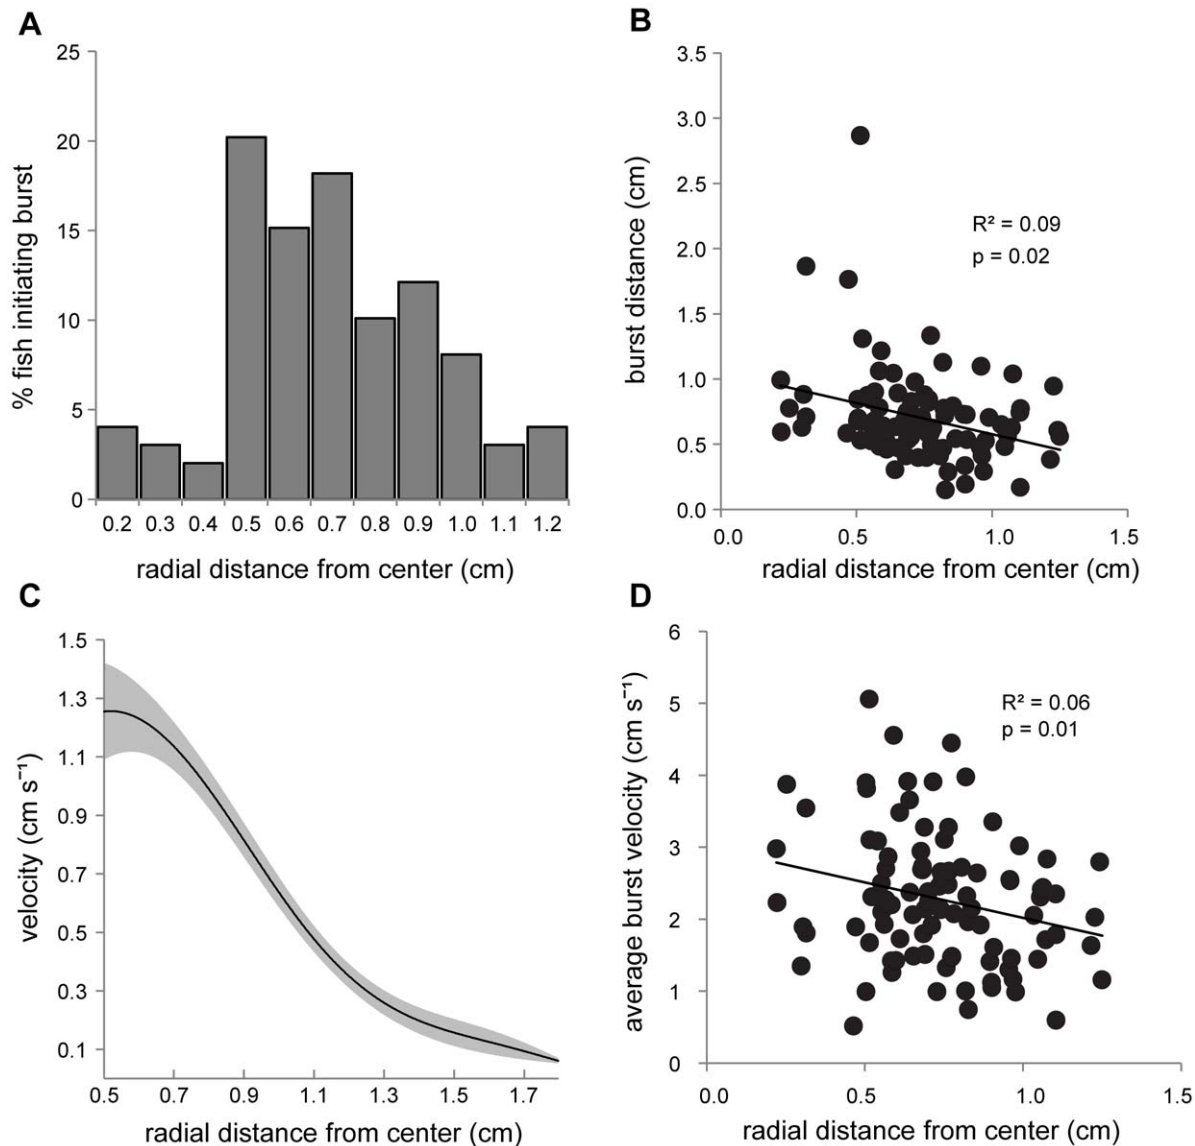 A
25
20
15
10
5
0
% fish initiating burst
0.2 0.3 0.4 0.5 0.6 0.7 0.8 0.9 1.0 1.1 1.2
radial distance from center (cm)
B
3.5
3.0
2.5
2.0
1.5
1.0
0.5
0.0
burst distance (cm)
R² = 0.09
p = 0.02
0.0 0.5 1.0 1.5
radial distance from center (cm)
C
1.5
1.3
1.1
0.9
0.7
0.5
0.3
0.1
velocity (cm s⁻¹)
0.5 0.7 0.9 1.1 1.3 1.5 1.7
radial distance from center (cm)
D
6
5
4
3
2
1
0
average burst velocity (cm s⁻¹)
R² = 0.06
p = 0.01
0.0 0.5 1.0 1.5
radial distance from center (cm)